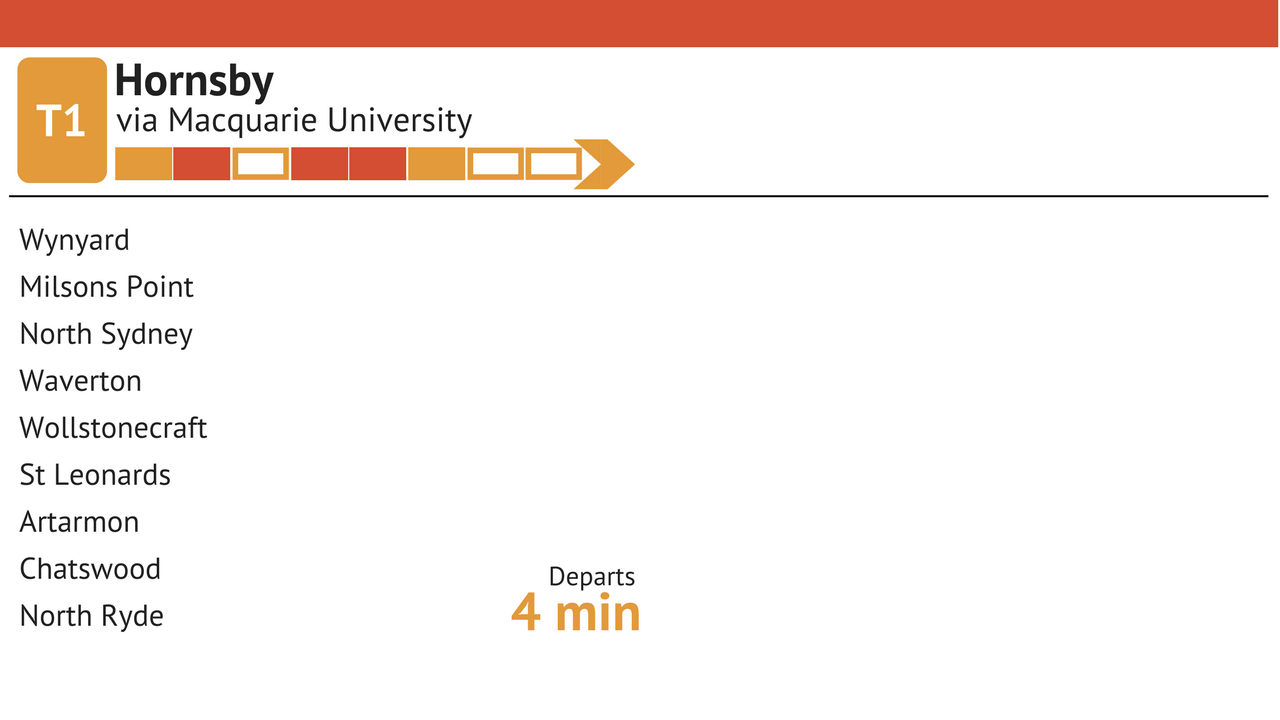 T1
Hornsby
via Macquarie University
Wynyard
Milsons Point
North Sydney
Waverton
Wollstonecraft
St Leonards
Artarmon
Chatswood
North Ryde
Departs
4 min